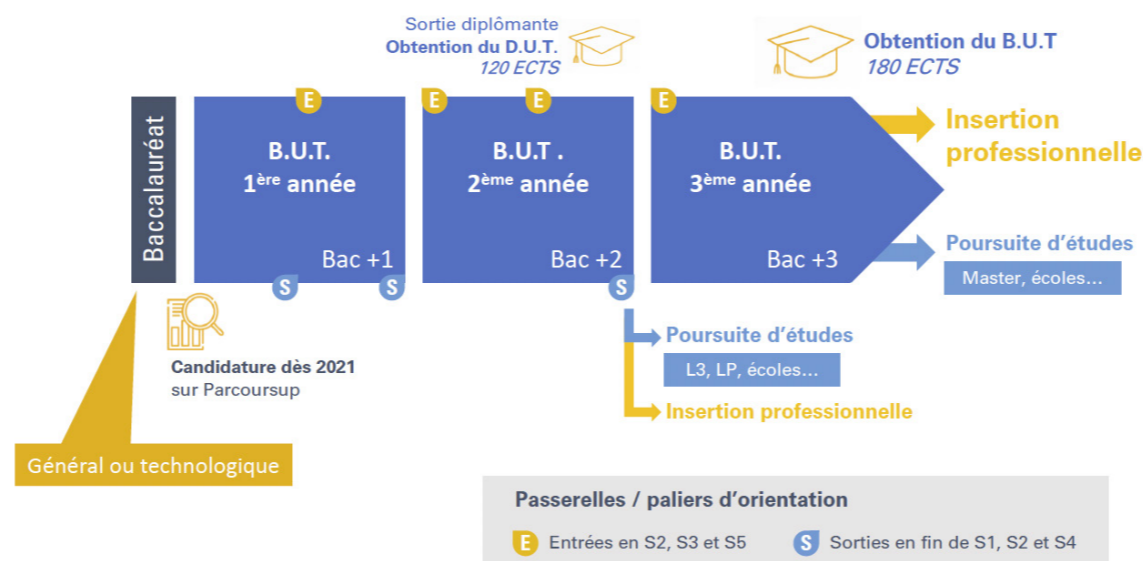 Sortie diplômante
Obtention du D.U.T.
120 ECTS
Obtention du B.U.T
180 ECTS
Baccalauréat
E
B.U.T.
1ère année
Bac +1
S
S
E
E
B.U.T .
2ème année
Bac +2
S
E
B.U.T.
3ème année
Bac +3
Insertion
professionnelle
Poursuite d'études
Master, écoles...
Candidature dès 2021
sur Parcoursup
Poursuite d'études
L3, LP, écoles...
Insertion professionnelle
Général ou technologique
Passerelles / paliers d'orientation
E Entrées en S2, S3 et S5
S Sorties en fin de S1, S2 et S4